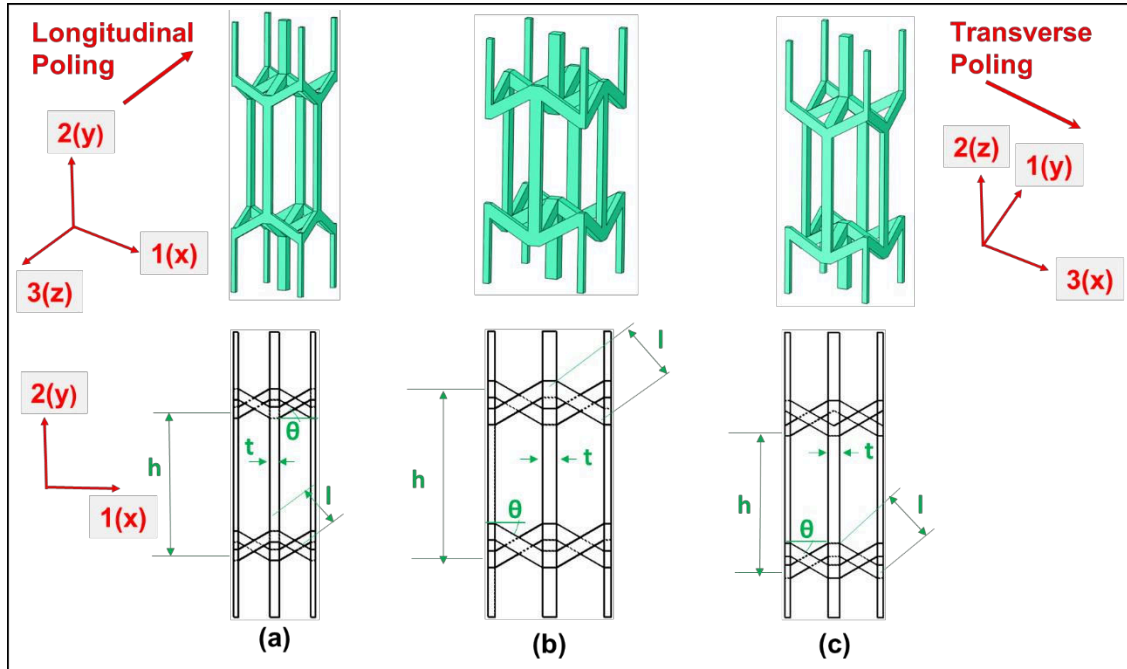 Longitudinal
Poling
2(y)
1(x)
3(z)
Transverse
Poling
2(z)
1(y)
3(x)
2(y)
1(x)
h
t
θ
l
(a)
h
t
θ
l
(b)
h
t
θ
l
(c)